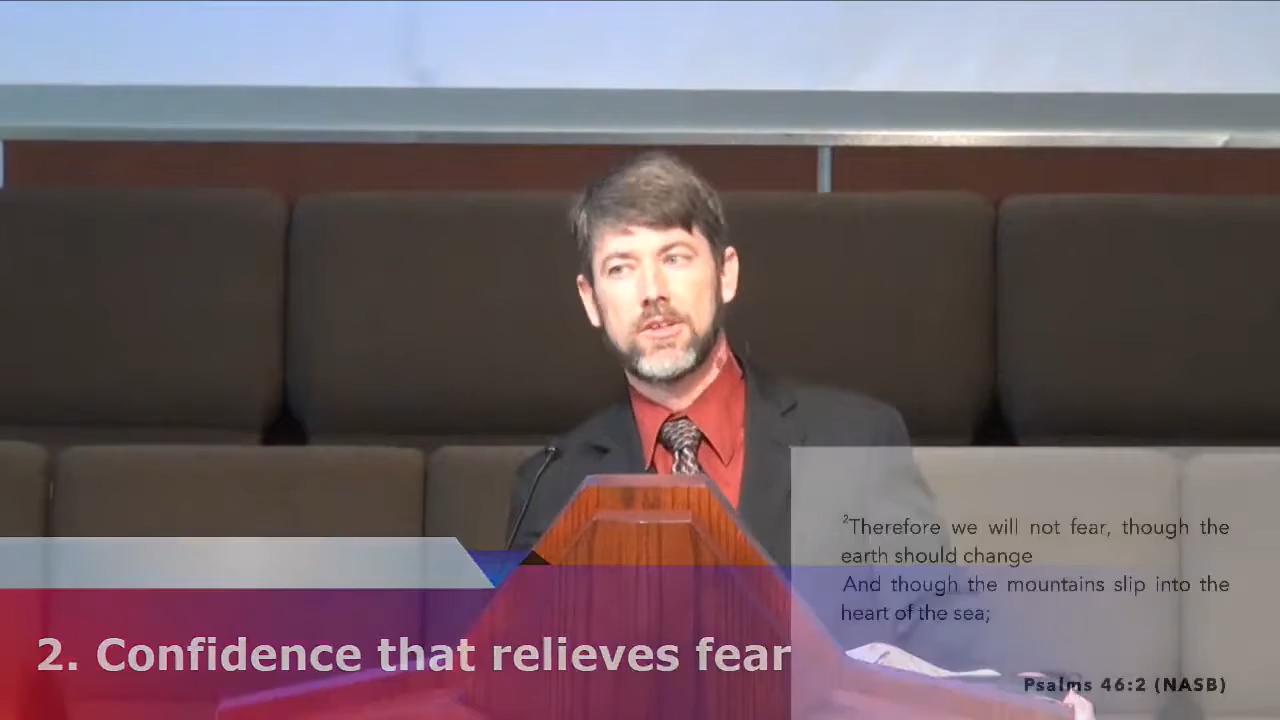 ²Therefore we will not fear, though the
earth should change
And though the mountains slip into the
heart of the sea;
2. Confidence that relieves fear
Psalms 46:2 (NASB)